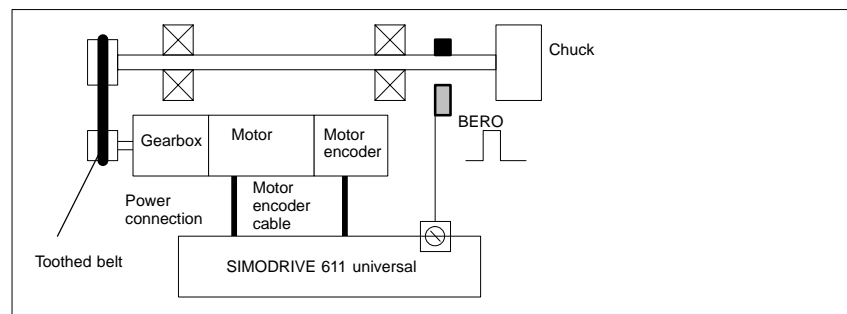 Chuck
BERO
Gearbox
Motor
Motor
encoder
Power
connection
Motor
encoder
cable
Toothed belt
SIMODRIVE 611 universal